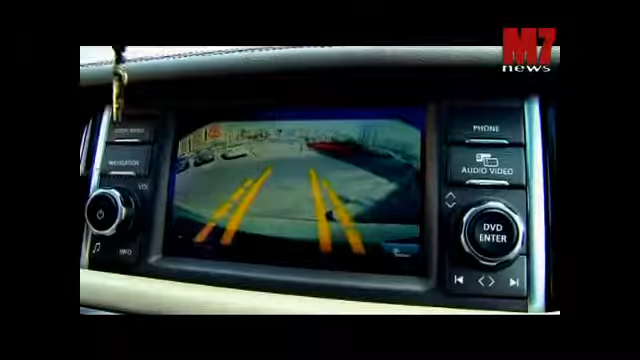 M7
news
PHONE
AUDIO VIDEO
NAVIGATION
VOL
DVD
ENTER
INFO